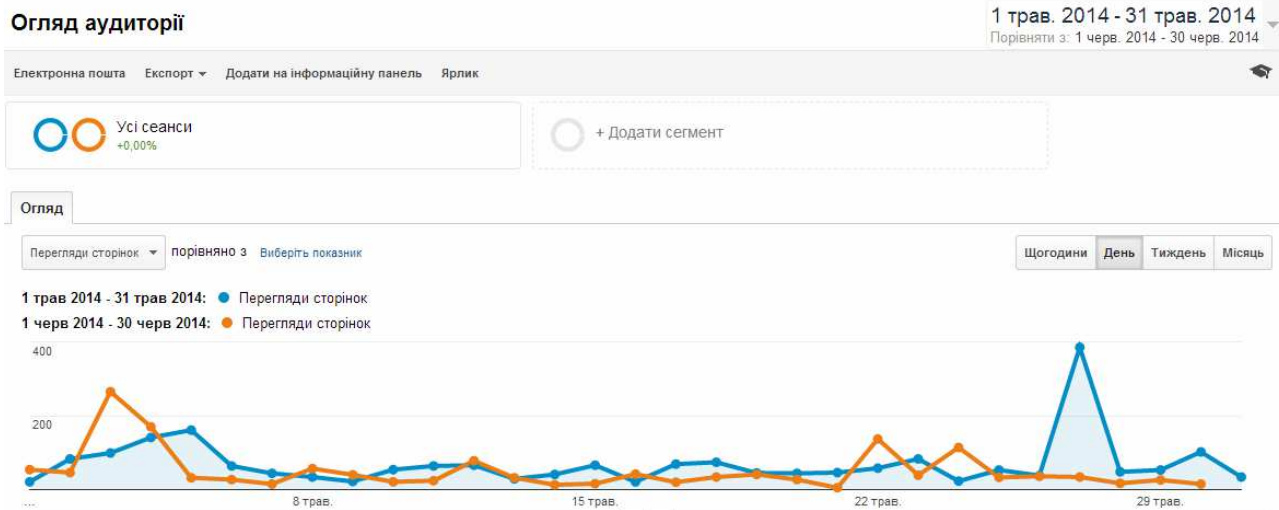 Огляд аудиторії
1 трав. 2014 - 31 трав. 2014
Порівняти з: 1 черв. 2014 - 30 черв. 2014
Електронна пошта Експорт Додати на інформаційну панель Ярлик
Усі сеанси
+0,00%
+ Додати сегмент
Огляд
Перегляди сторінок порівняно з Виберіть показник
Щогодини День Тиждень Місяць
1 трав 2014 - 31 трав 2014: Перегляди сторінок
1 черв 2014 - 30 черв 2014: Перегляди сторінок
400
200
... 8 трав. 15 трав. 22 трав. 29 трав.